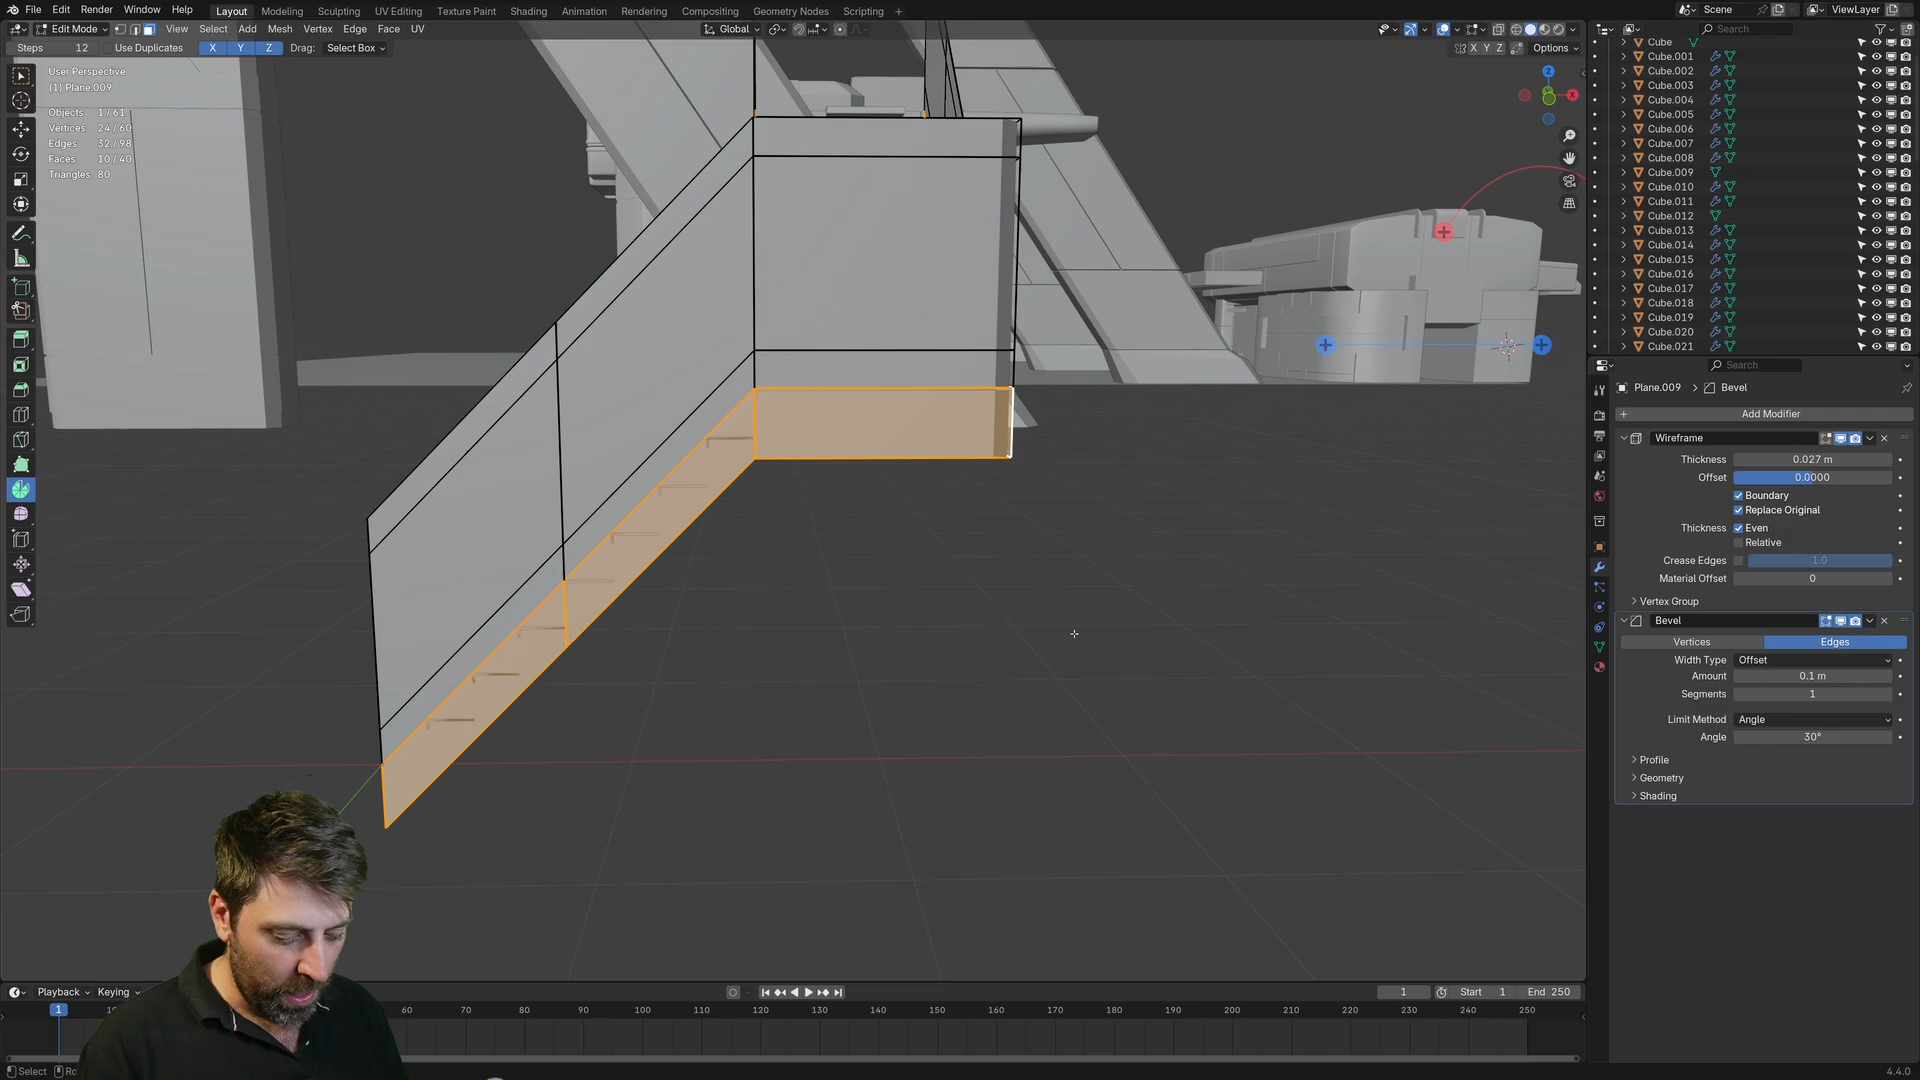 File Edit Render Window Help Layout Modeling Sculpting UV Editing Texture Paint Shading Animation Rendering Compositing Geometry Nodes Scripting + Scene ViewLayer
Edit Mode View Select Add Mesh Vertex Edge Face UV Global
Steps 12 Use Duplicates X Y Z Drag: Select Box X Y Z Options
User Perspective
(1) Plane.009
Objects 1/61
Vertices 24/60
Edges 32/98
Faces 10/40
Triangles 80
Z
X
Search
Cube
Cube.001
Cube.002
Cube.003
Cube.004
Cube.005
Cube.006
Cube.007
Cube.008
Cube.009
Cube.010
Cube.011
Cube.012
Cube.013
Cube.014
Cube.015
Cube.016
Cube.017
Cube.018
Cube.019
Cube.020
Cube.021
Search
Plane.009 > Bevel
+ Add Modifier
Wireframe
Thickness 0.027 m
Offset 0.0000
Boundary
Replace Original
Thickness Even
Relative
Crease Edges 1.0
Material Offset 0
Vertex Group
Bevel
Vertices Edges
Width Type Offset
Amount 0.1 m
Segments 1
Limit Method Angle
Angle 30°
Profile
Geometry
Shading
Playback Keying 1 Start 1 End 250
1 60 70 80 90 100 110 120 130 140 150 160 170 180 190 200 210 220 230 240 250
Select
4.4.0